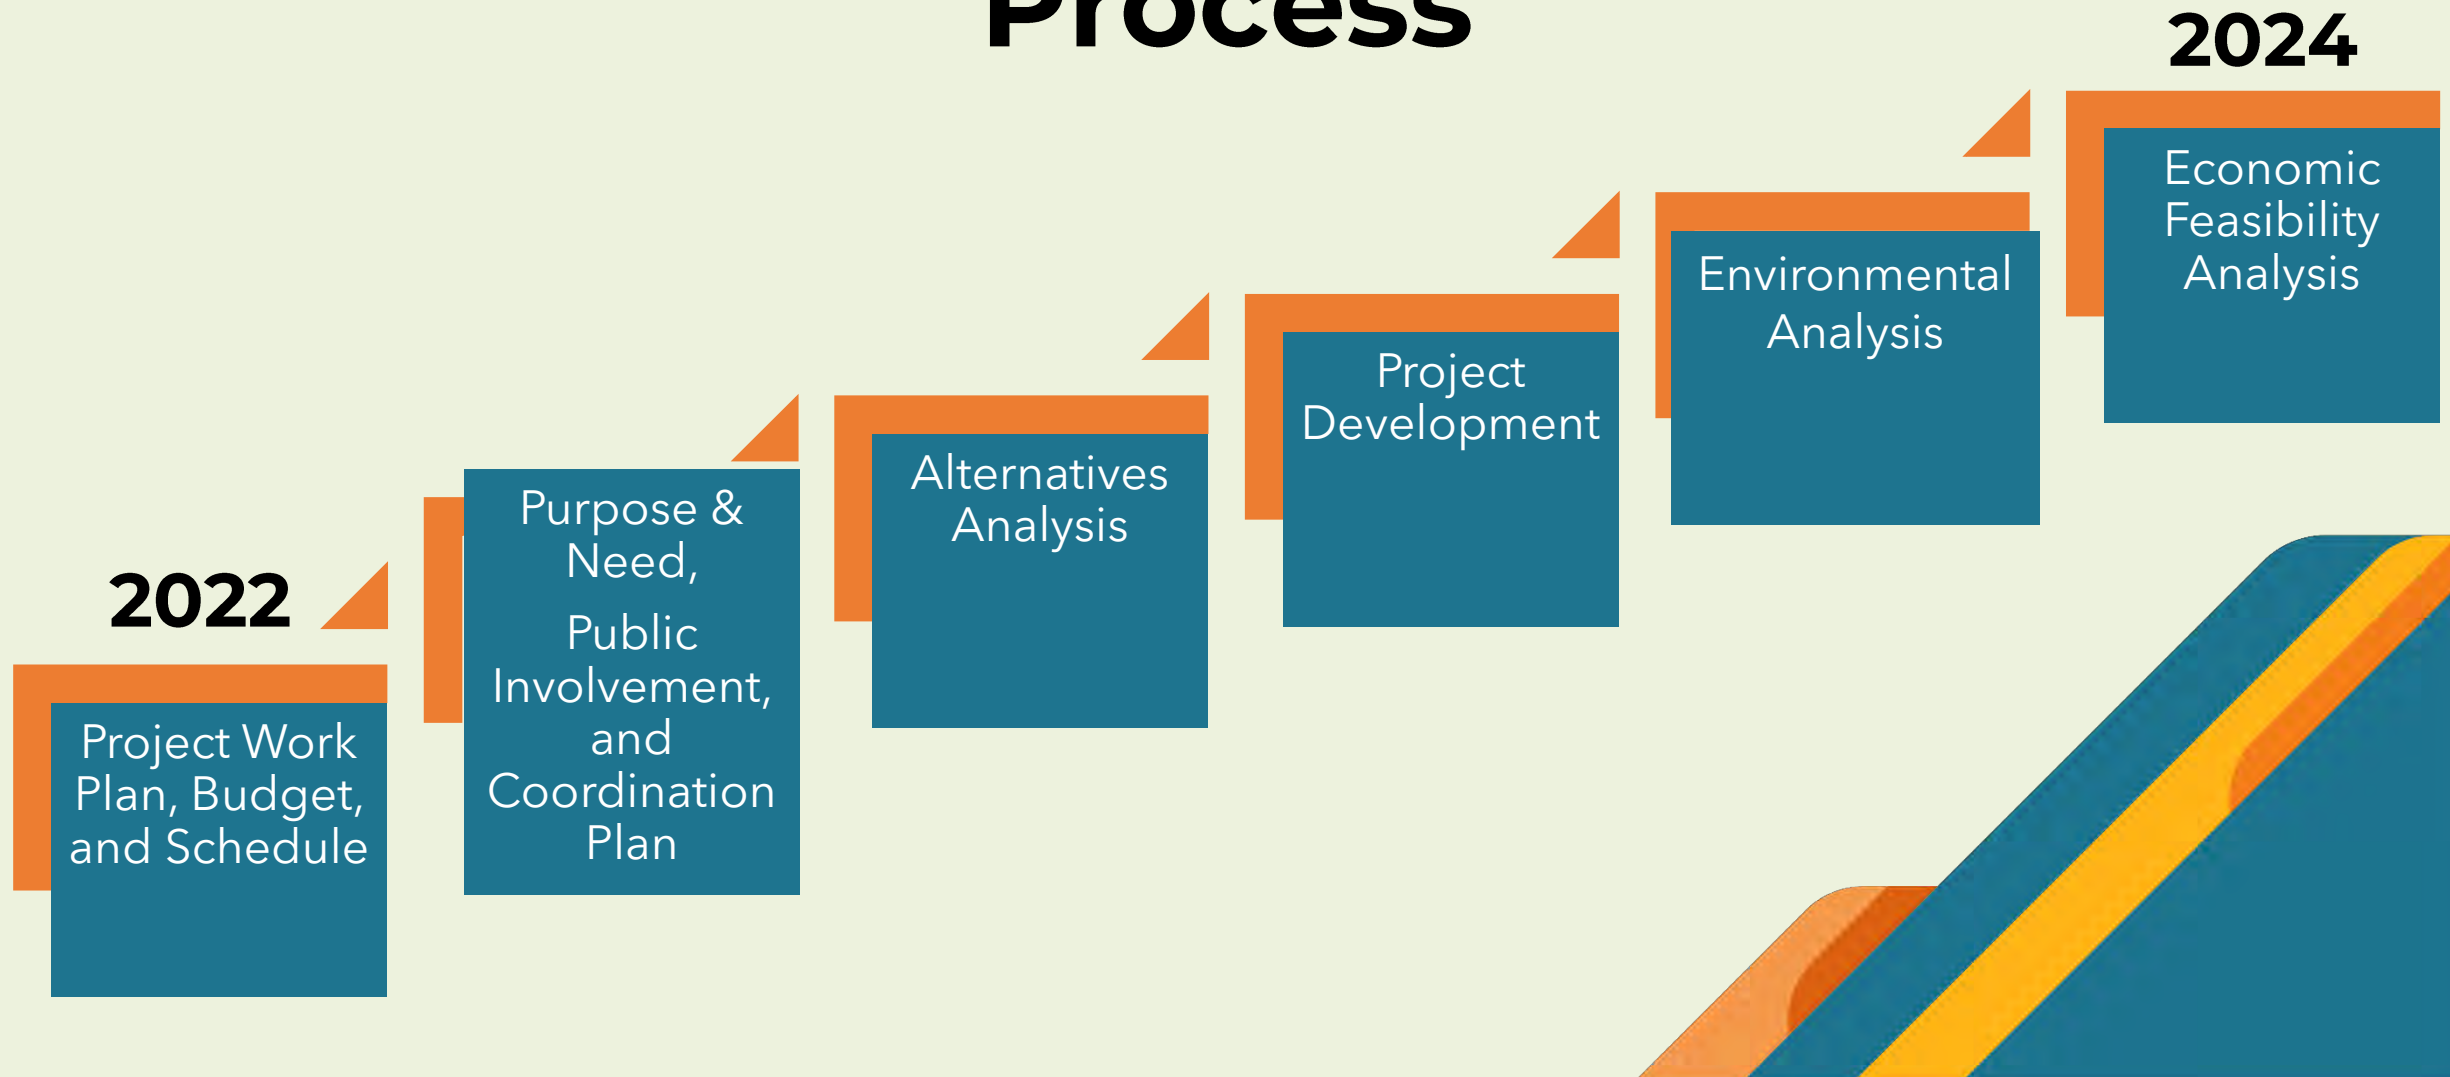 Process
2022
Project Work
Plan, Budget,
and Schedule
Purpose &
Need,
Public
Involvement,
and
Coordination
Plan
Alternatives
Analysis
Project
Development
Environmental
Analysis
2024
Economic
Feasibility
Analysis